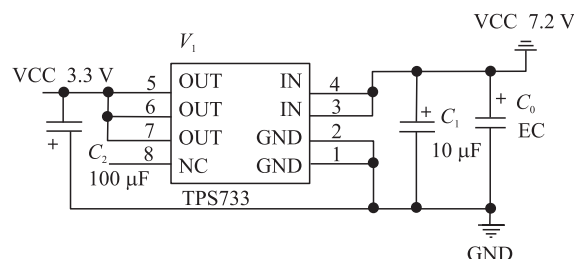 VCC 7.2 V
V₁
VCC 3.3 V
5 OUT IN 4
6 OUT IN 3
7 OUT GND 2
8 NC GND 1
+ C₁
10 μF
+ C₀
EC
+ C₂
100 μF
TPS733
GND